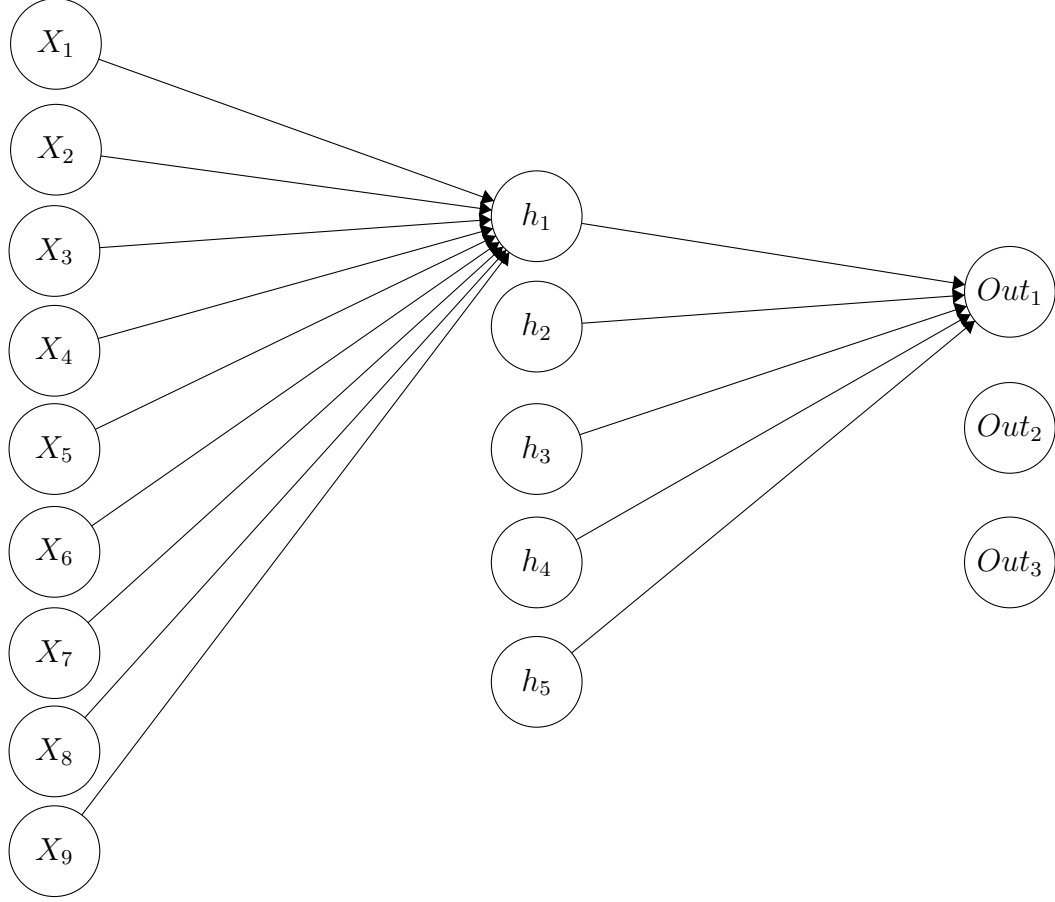 X₁
X₂
X₃
X₄
X₅
X₆
X₇
X₈
X₉
h₁
h₂
h₃
h₄
h₅
Out₁
Out₂
Out₃